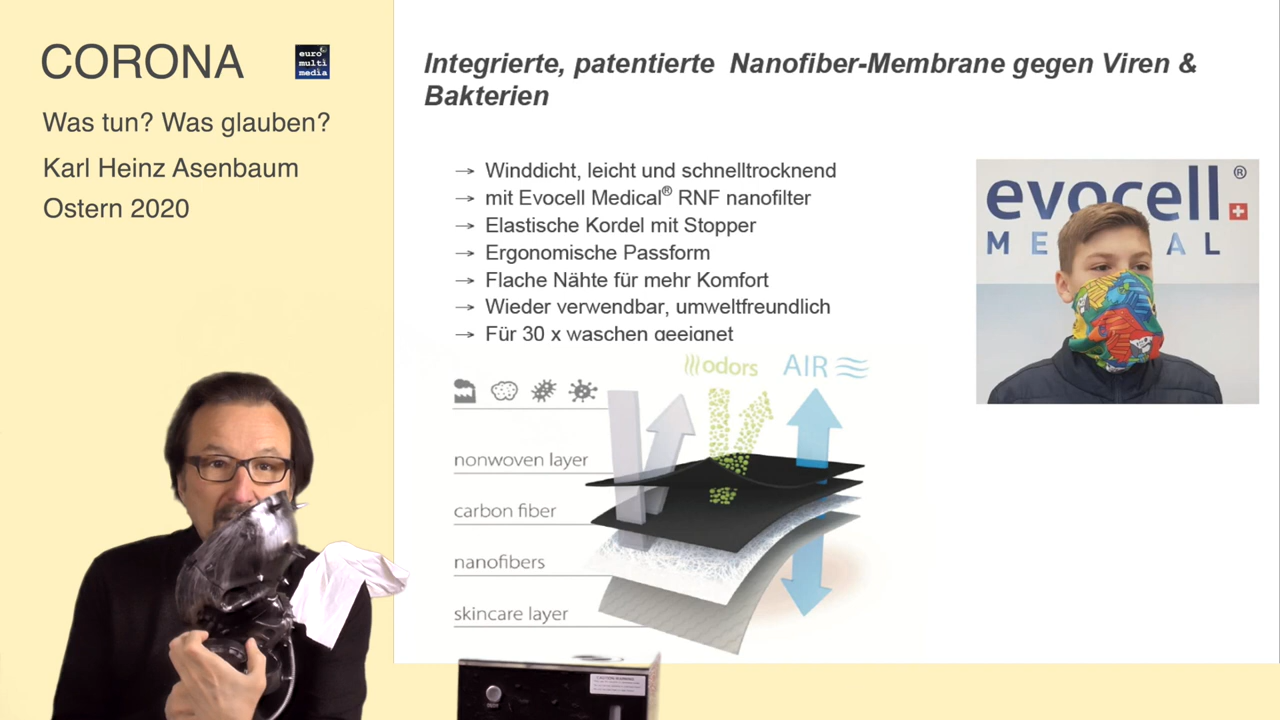 CORONA
euro
multi
media
Was tun? Was glauben?
Karl Heinz Asenbaum
Ostern 2020
Integrierte, patentierte Nanofiber-Membrane gegen Viren &
Bakterien
→ Winddicht, leicht und schnelltrocknend
→ mit Evocell Medical® RNF nanofilter
→ Elastische Kordel mit Stopper
→ Ergonomische Passform
→ Flache Nähte für mehr Komfort
→ Wieder verwendbar, umweltfreundlich
→ Für 30 x waschen geeignet
evocell®
ME AL
odors AIR
nonwoven layer
carbon fiber
nanofibers
skincare layer